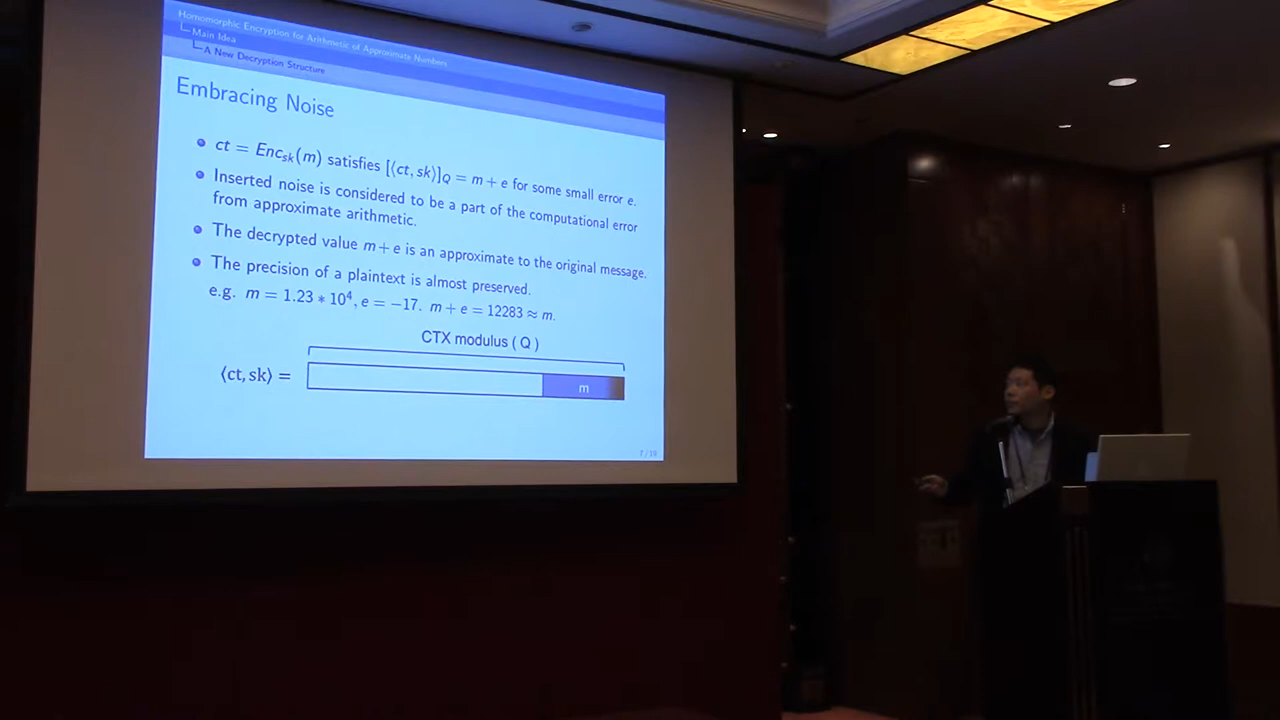 Homomorphic Encryption for Arithmetic of Approximate Numbers
Main Idea
A New Decryption Structure
Embracing Noise
ct = Enc_sk(m) satisfies [⟨ct, sk⟩]_Q = m + e for some small error e.
Inserted noise is considered to be a part of the computational error
from approximate arithmetic.
The decrypted value m + e is an approximate to the original message.
The precision of a plaintext is almost preserved.
e.g. m = 1.23 * 10⁴, e = −17. m + e = 12283 ≈ m.
CTX modulus ( Q )
⟨ct, sk⟩ =
m